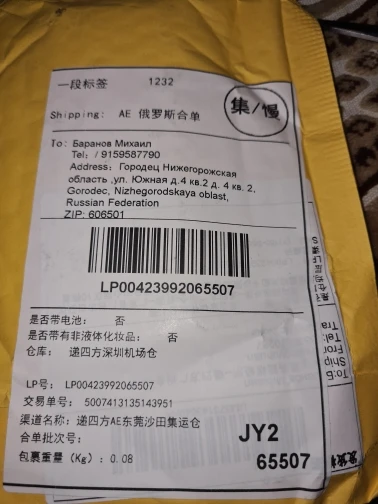 一段标签 1232
Shipping: AE 俄罗斯合单
集/慢
To: Баранов Михаил
Tel: / 9159587790
Address: Городец Нижегорожская
область ,ул. Южная д.4 кв.2 д. 4 кв. 2,
Gorodec, Nizhegorodskaya oblast,
Russian Federation
ZIP: 606501
LP00423992065507
是否带电池: 否
是否带有非液体化妆品: 否
仓库: 递四方深圳机场仓
LP号: LP00423992065507
交易单号: 5007413135143951
渠道名称: 递四方AE东莞沙田集运仓
合单批次号:
JY2
包裹重量 (Kg): 0.08
65507
To:Б
Ship
From
Tel:
Tra